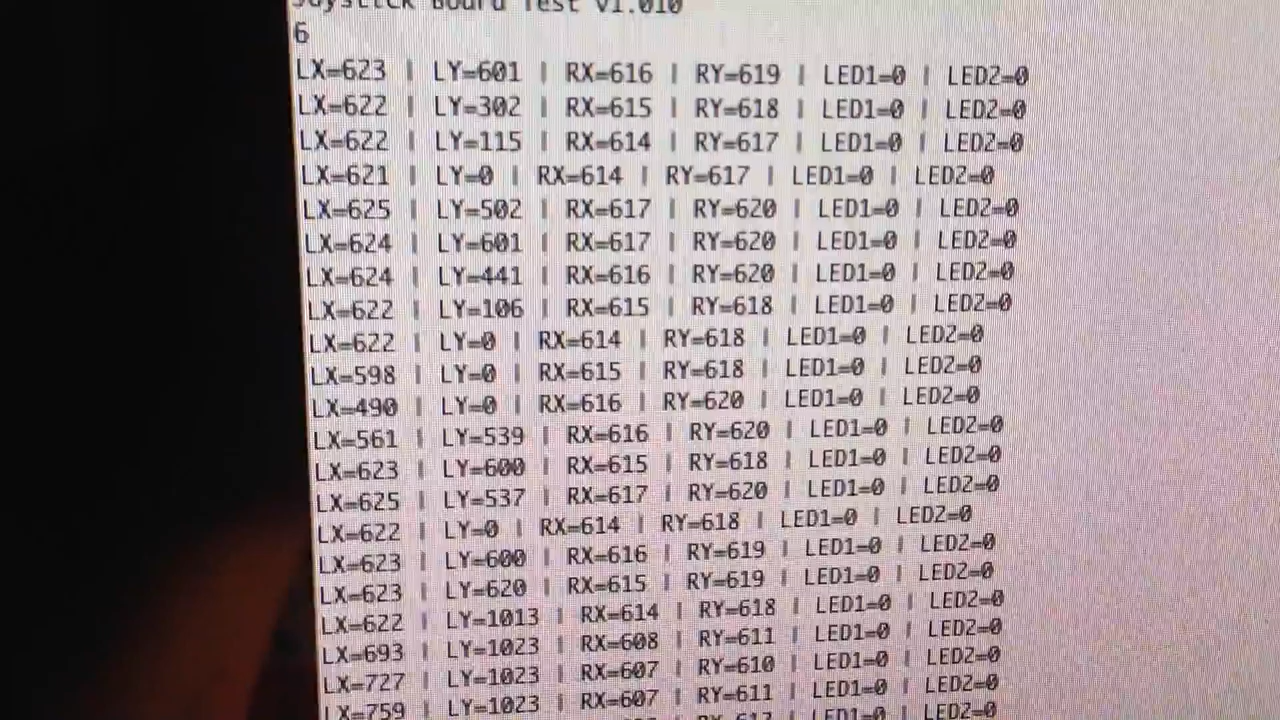 Joystick Board Test v1.010
6
LX=623 | LY=601 | RX=616 | RY=619 | LED1=0 | LED2=0
LX=622 | LY=302 | RX=615 | RY=618 | LED1=0 | LED2=0
LX=622 | LY=115 | RX=614 | RY=617 | LED1=0 | LED2=0
LX=621 | LY=0 | RX=614 | RY=617 | LED1=0 | LED2=0
LX=625 | LY=502 | RX=617 | RY=620 | LED1=0 | LED2=0
LX=624 | LY=601 | RX=617 | RY=620 | LED1=0 | LED2=0
LX=624 | LY=441 | RX=616 | RY=620 | LED1=0 | LED2=0
LX=622 | LY=106 | RX=615 | RY=618 | LED1=0 | LED2=0
LX=622 | LY=0 | RX=614 | RY=618 | LED1=0 | LED2=0
LX=598 | LY=0 | RX=615 | RY=618 | LED1=0 | LED2=0
LX=490 | LY=0 | RX=616 | RY=620 | LED1=0 | LED2=0
LX=561 | LY=539 | RX=616 | RY=620 | LED1=0 | LED2=0
LX=623 | LY=600 | RX=615 | RY=618 | LED1=0 | LED2=0
LX=625 | LY=537 | RX=617 | RY=620 | LED1=0 | LED2=0
LX=622 | LY=0 | RX=614 | RY=618 | LED1=0 | LED2=0
LX=623 | LY=600 | RX=616 | RY=619 | LED1=0 | LED2=0
LX=623 | LY=620 | RX=615 | RY=619 | LED1=0 | LED2=0
LX=622 | LY=1013 | RX=614 | RY=618 | LED1=0 | LED2=0
LX=693 | LY=1023 | RX=608 | RY=611 | LED1=0 | LED2=0
LX=727 | LY=1023 | RX=607 | RY=610 | LED1=0 | LED2=0
LX=759 | LY=1023 | RX=607 | RY=611 | LED1=0 | LED2=0